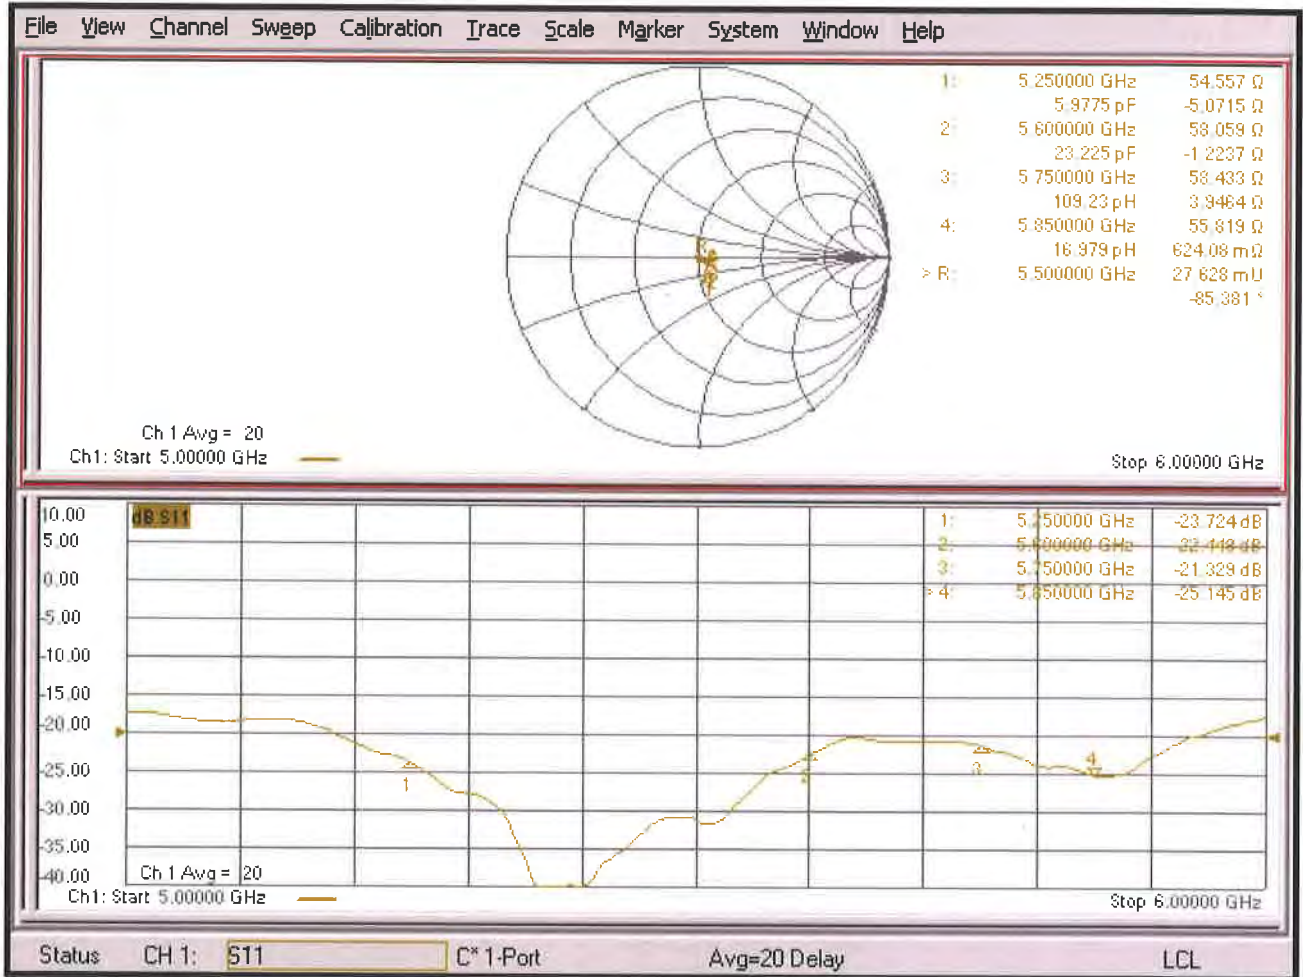 File View Channel Sweep Calibration Trace Scale Marker System Window Help
1: 5.250000 GHz 54.557 Ω
5.9775 pF -5.0715 Ω
2: 5.600000 GHz 58.059 Ω
23.225 pF -1.2237 Ω
3: 5.750000 GHz 58.433 Ω
109.23 pH 3.9464 Ω
4: 5.850000 GHz 55.819 Ω
16.979 pH 624.08 mΩ
> R: 5.500000 GHz 27.628 mU
-85.381 °
R
Ch 1 Avg = 20
Ch1: Start 5.00000 GHz
Stop 6.00000 GHz
10.00
dB S11
1: 5.250000 GHz -23.724 dB
5.00
2: 5.600000 GHz -22.448 dB
3: 5.750000 GHz -21.329 dB
0.00
> 4: 5.850000 GHz -25.145 dB
-5.00
-10.00
-15.00
-20.00
-25.00
1
2
3
4
-30.00
-35.00
-40.00
Ch 1 Avg = 20
Ch1: Start 5.00000 GHz
Stop 6.00000 GHz
Status CH 1: S11 C* 1-Port Avg=20 Delay LCL